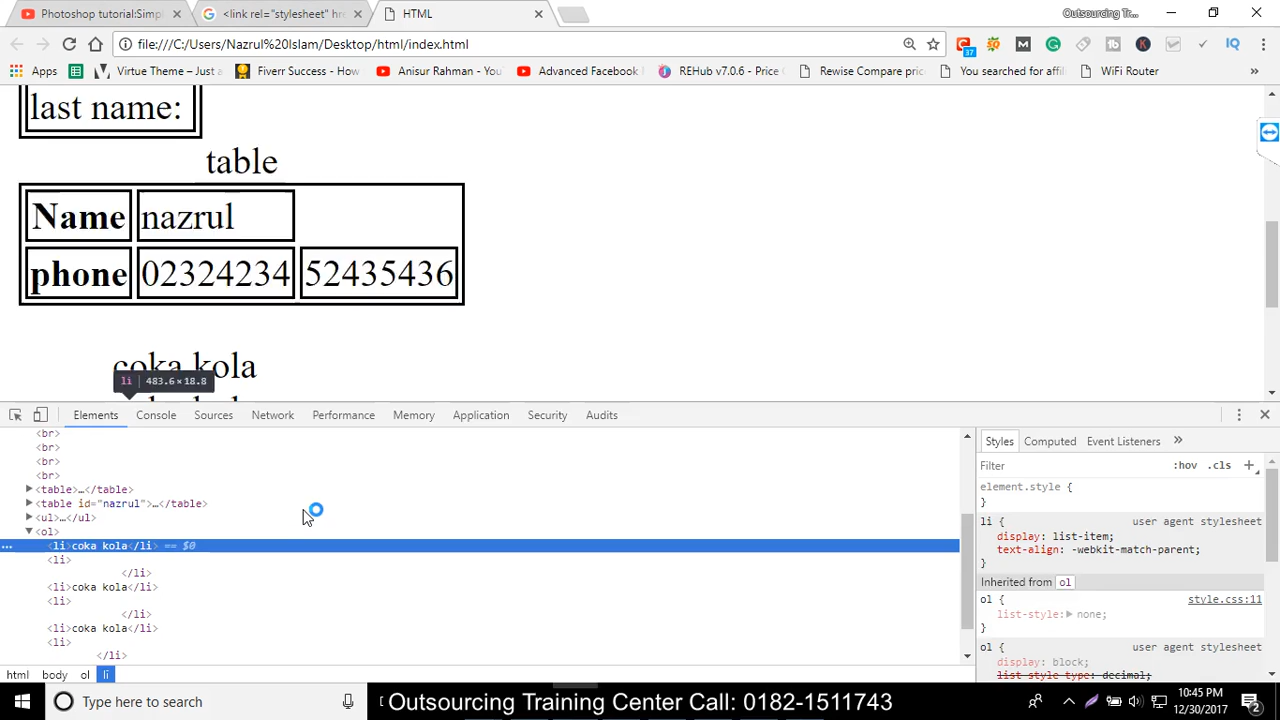 Photoshop tutorial:Simpl
<link rel="stylesheet" hre
HTML
Outsourcing Tr...
file:///C:/Users/Nazrul%20Islam/Desktop/html/index.html
37
M
tb
K
IQ
Apps
Virtue Theme – Just a
Fiverr Success - How
Anisur Rahman - You
Advanced Facebook
REHub v7.0.6 - Price C
Rewise Compare pric
You searched for affil
WiFi Router
»
last name:
table
Name nazrul
phone 02324234 52435436
coka kola
li 483.6×18.8
Elements Console Sources Network Performance Memory Application Security Audits
<br>
<br>
<br>
<br>
<table>…</table>
<table id="nazrul">…</table>
<ul>…</ul>
<ol>
<li>coka kola</li> == $0
<li>
</li>
<li>coka kola</li>
<li>
</li>
<li>coka kola</li>
<li>
</li>
html body ol li
Styles Computed Event Listeners »
Filter :hov .cls +
element.style {
}
li { user agent stylesheet
display: list-item;
text-align: -webkit-match-parent;
}
Inherited from ol
ol { style.css:11
list-style: none;
}
ol { user agent stylesheet
display: block;
list-style-type: decimal;
Type here to search
Outsourcing Training Center Call: 0182-1511743
10:45 PM
12/30/2017
2